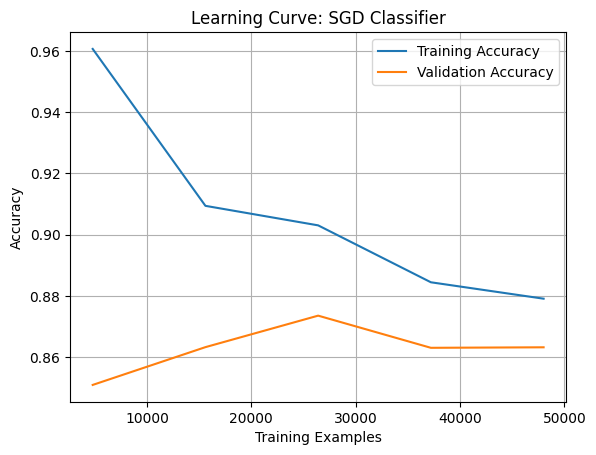 Learning Curve: SGD Classifier
Training Accuracy
Validation Accuracy
0.96
0.94
0.92
0.90
0.88
0.86
Accuracy
10000 20000 30000 40000 50000
Training Examples